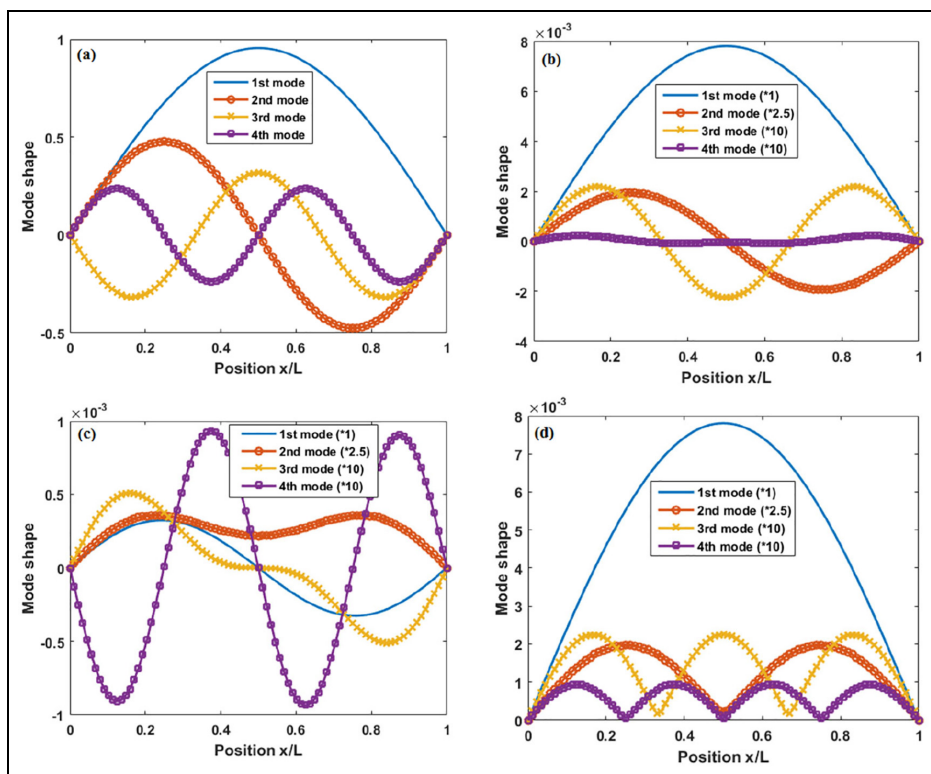 (a)
1st mode
2nd mode
3rd mode
4th mode
Mode shape
1
0.5
0
-0.5
0 0.2 0.4 0.6 0.8 1
Position x/L
×10⁻³
(b)
1st mode (*1)
2nd mode (*2.5)
3rd mode (*10)
4th mode (*10)
Mode shape
8
6
4
2
0
-2
-4
0 0.2 0.4 0.6 0.8 1
Position x/L
×10⁻³
(c)
1st mode (*1)
2nd mode (*2.5)
3rd mode (*10)
4th mode (*10)
Mode shape
1
0.5
0
-0.5
-1
0 0.2 0.4 0.6 0.8 1
Position x/L
×10⁻³
(d)
1st mode (*1)
2nd mode (*2.5)
3rd mode (*10)
4th mode (*10)
Mode shape
8
7
6
5
4
3
2
1
0
0 0.2 0.4 0.6 0.8 1
Position x/L